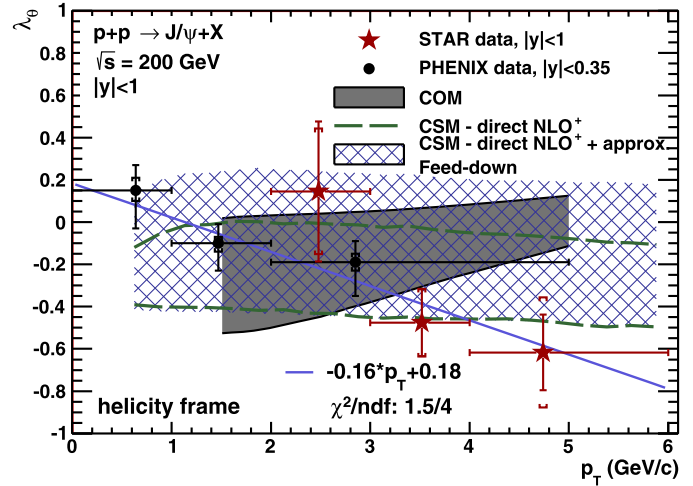 λθ
p+p → J/ψ+X
√s = 200 GeV
|y|<1
STAR data, |y|<1
PHENIX data, |y|<0.35
COM
CSM - direct NLO⁺
CSM - direct NLO⁺ + approx.
Feed-down
1
0.8
0.6
0.4
0.2
0
-0.2
-0.4
-0.6
-0.8
-1
-0.16*p_T+0.18
χ²/ndf: 1.5/4
helicity frame
0 1 2 3 4 5 6
p_T (GeV/c)